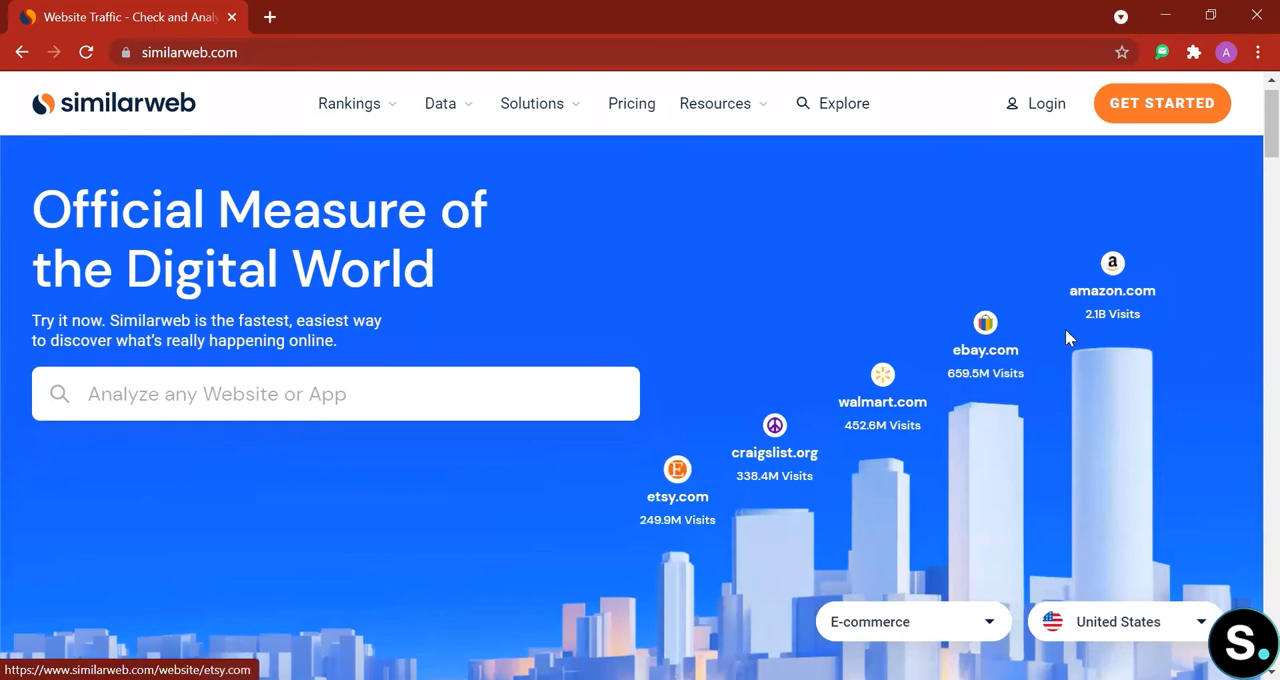 Website Traffic - Check and Analy
similarweb.com
A
similarweb
Rankings
Data
Solutions
Pricing
Resources
Explore
Login
GET STARTED
Official Measure of
the Digital World
Try it now. Similarweb is the fastest, easiest way
to discover what's really happening online.
Analyze any Website or App
a
amazon.com
2.1B Visits
ebay.com
659.5M Visits
walmart.com
452.6M Visits
craigslist.org
338.4M Visits
E
etsy.com
249.9M Visits
E-commerce
United States
S.
https://www.similarweb.com/website/etsy.com